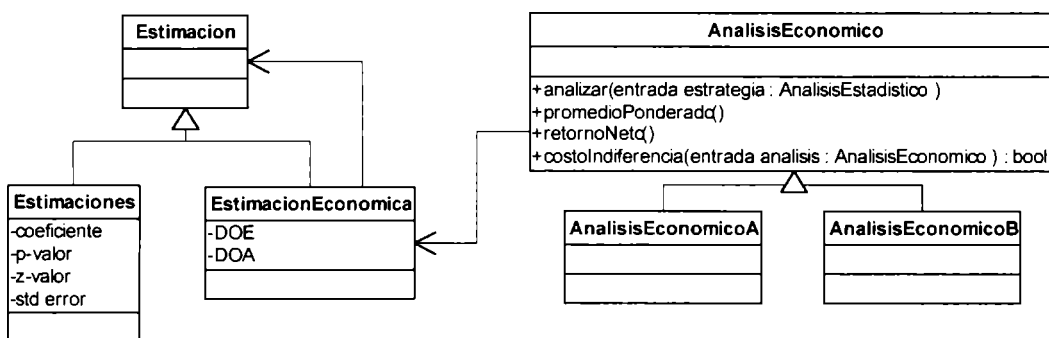 Estimacion
AnalisisEconomico
+analizar(entrada estrategia : AnalisisEstadistico )
+promedioPonderado()
+retornoNeto()
+costoIndiferencia(entrada analisis : AnalisisEconomico ) : bool
Estimaciones
-coeficiente
-p-valor
-z-valor
-std error
EstimacionEconomica
-DOE
-DOA
AnalisisEconomicoA
AnalisisEconomicoB